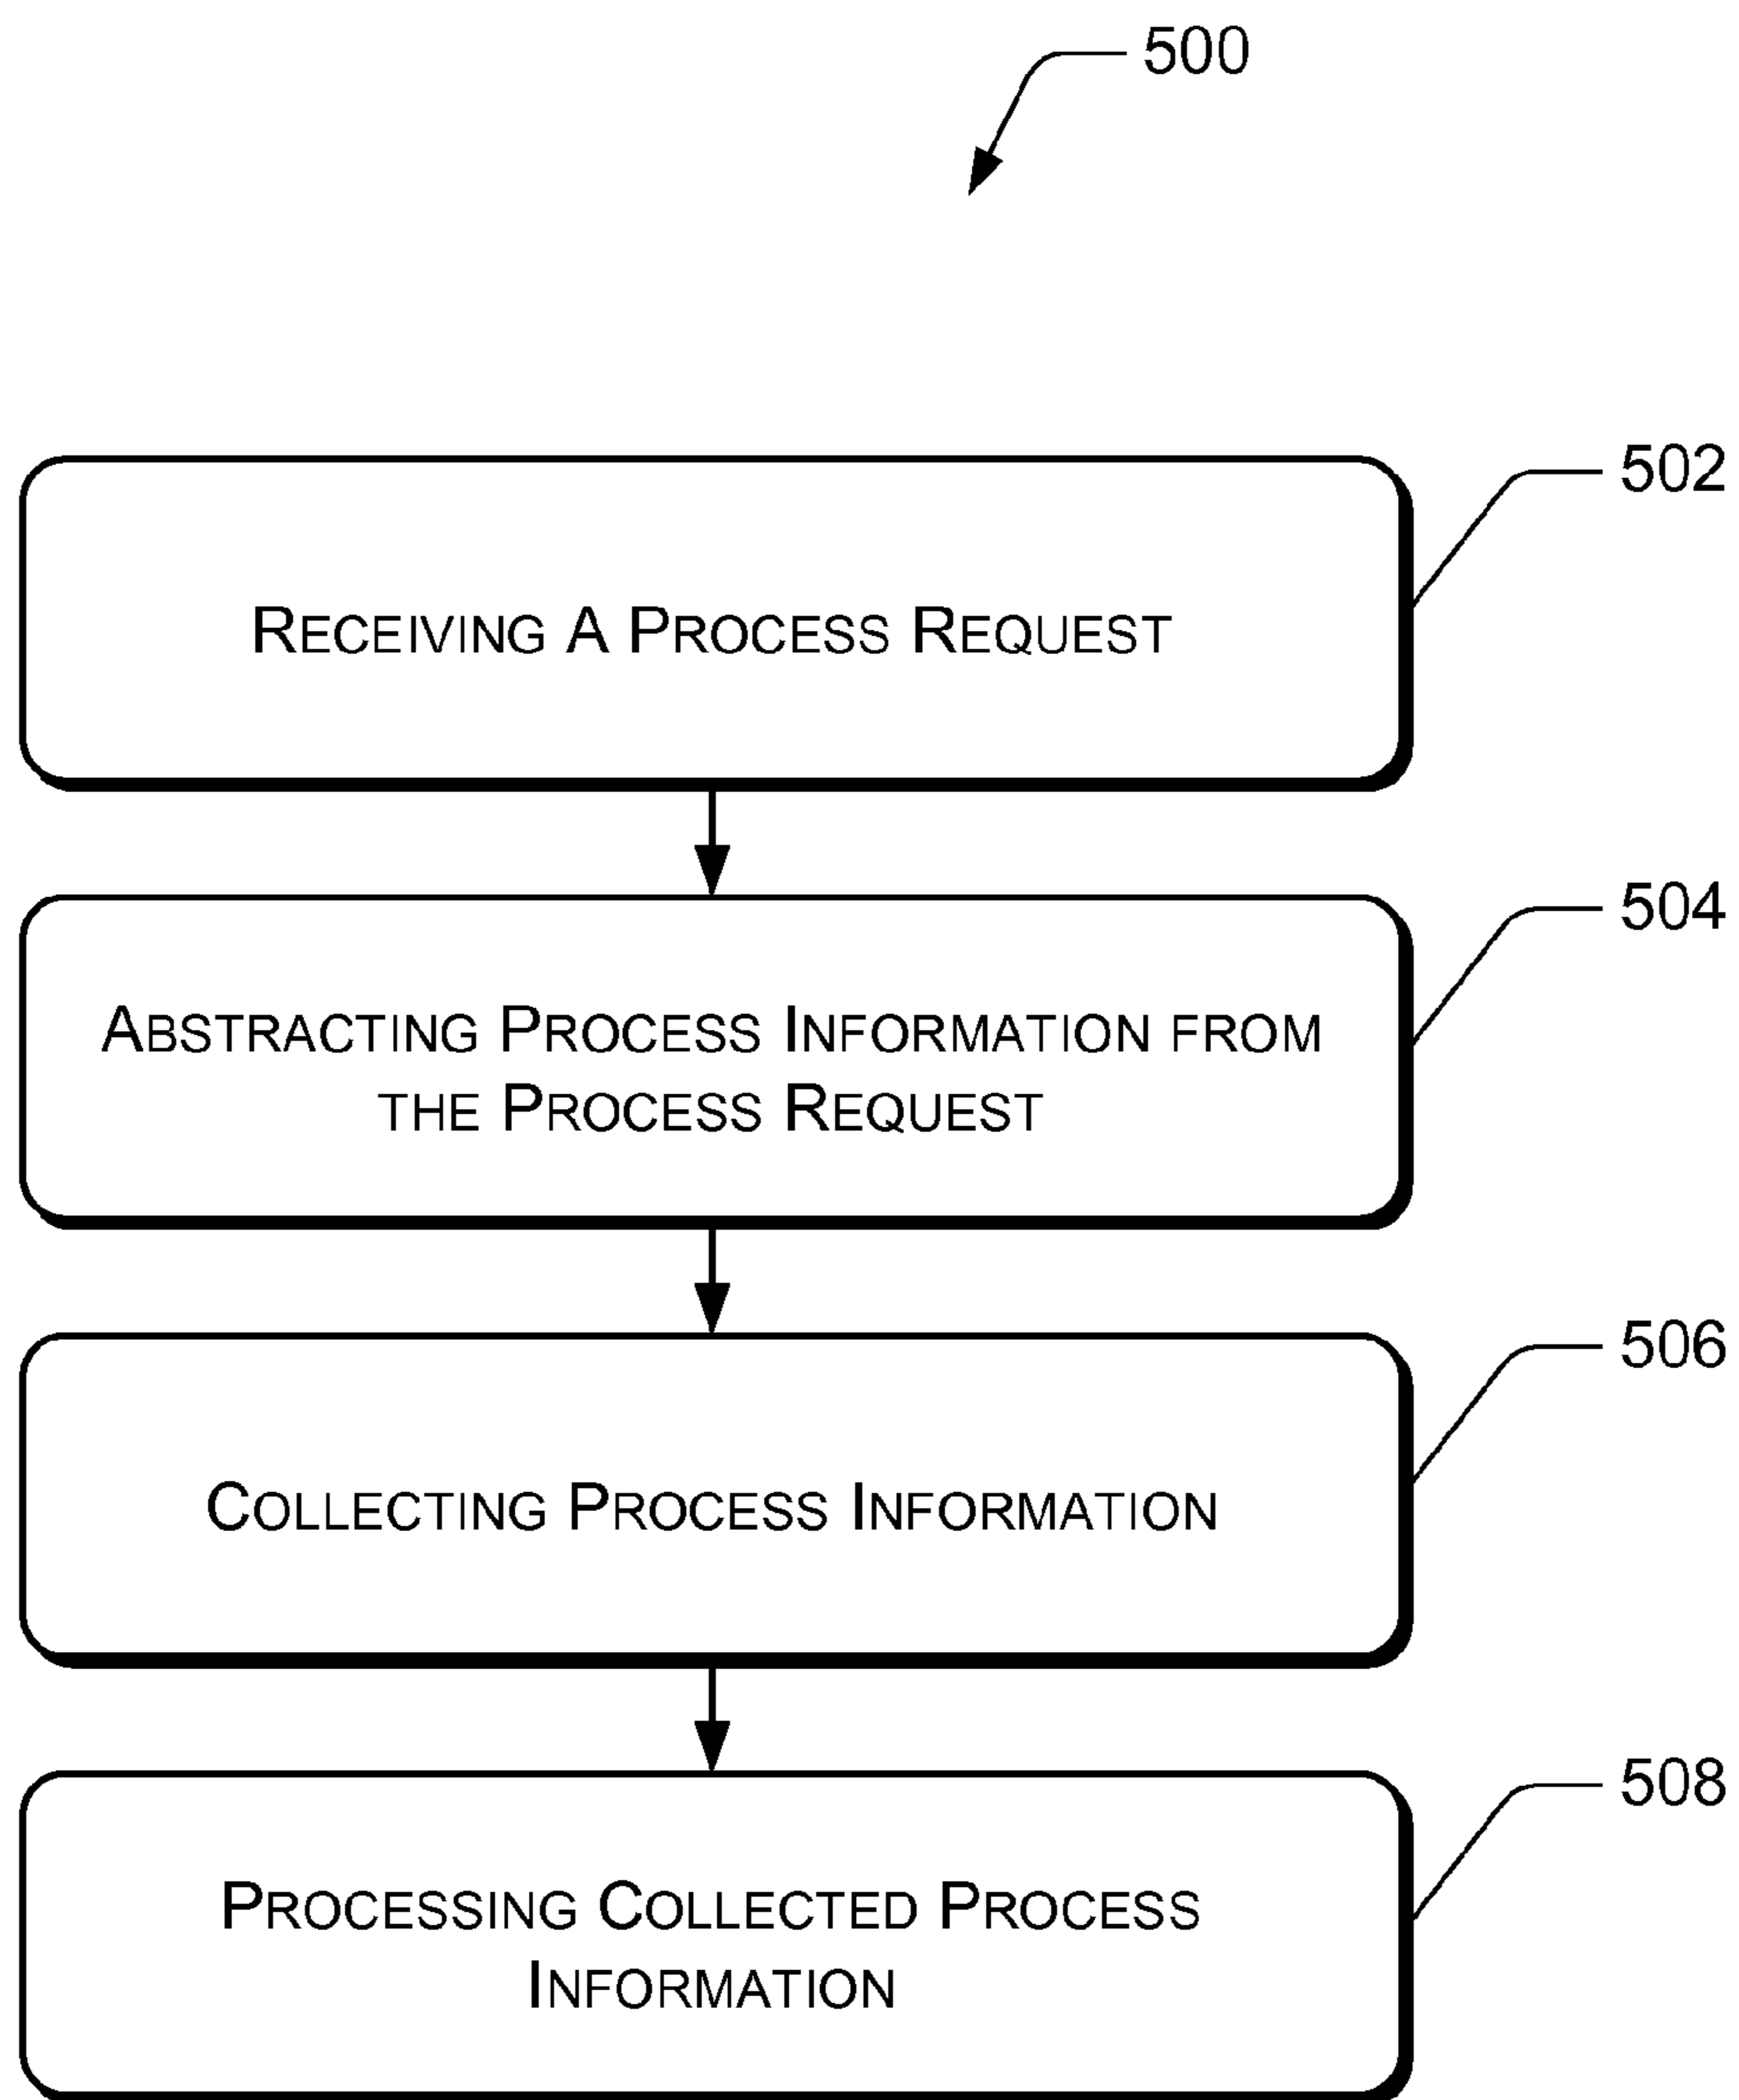 500
502
RECEIVING A PROCESS REQUEST
504
ABSTRACTING PROCESS INFORMATION FROM
THE PROCESS REQUEST
506
COLLECTING PROCESS INFORMATION
508
PROCESSING COLLECTED PROCESS
INFORMATION